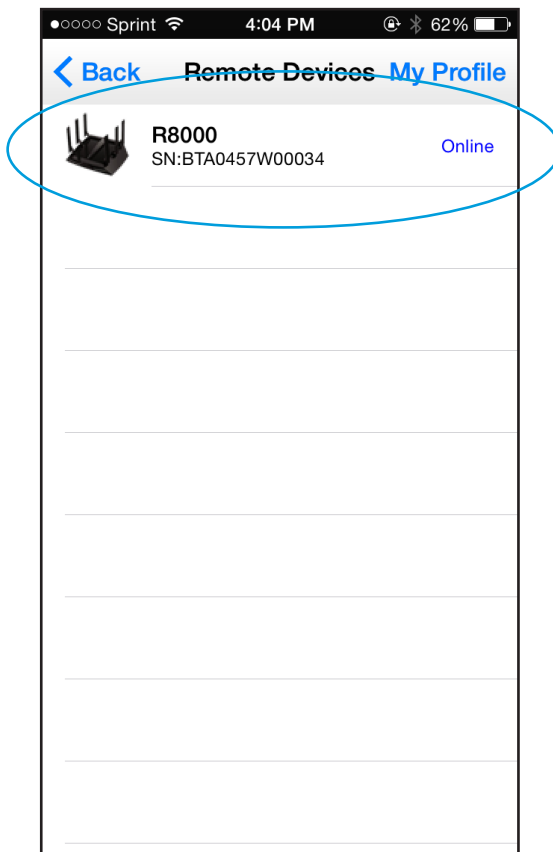 Sprint 4:04 PM 62%
Back Remote Devices My Profile
R8000
SN:BTA0457W00034 Online